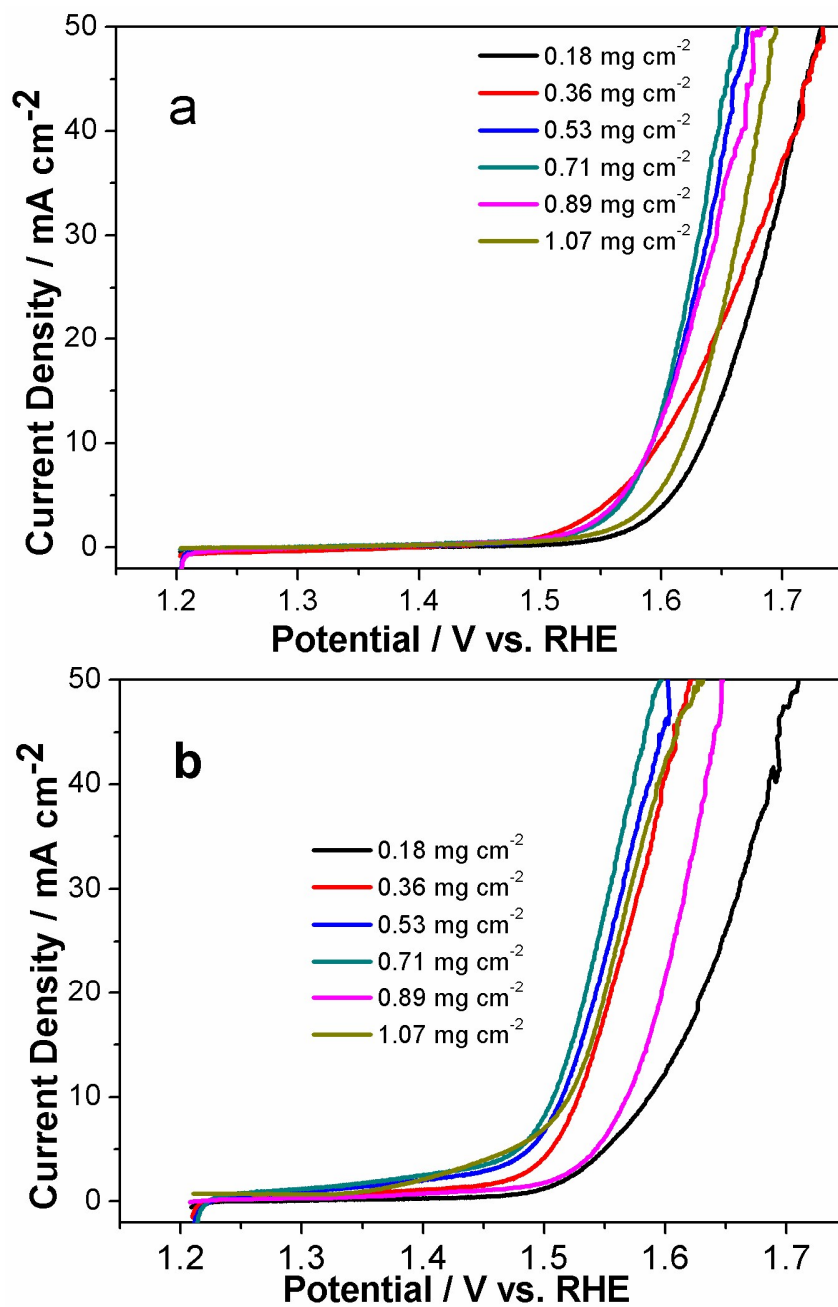 50
40
30
20
10
0
Current Density / mA cm-2
a
0.18 mg cm-2
0.36 mg cm-2
0.53 mg cm-2
0.71 mg cm-2
0.89 mg cm-2
1.07 mg cm-2
1.2 1.3 1.4 1.5 1.6 1.7
Potential / V vs. RHE
50
40
30
20
10
0
Current Density / mA cm-2
b
0.18 mg cm-2
0.36 mg cm-2
0.53 mg cm-2
0.71 mg cm-2
0.89 mg cm-2
1.07 mg cm-2
1.2 1.3 1.4 1.5 1.6 1.7
Potential / V vs. RHE